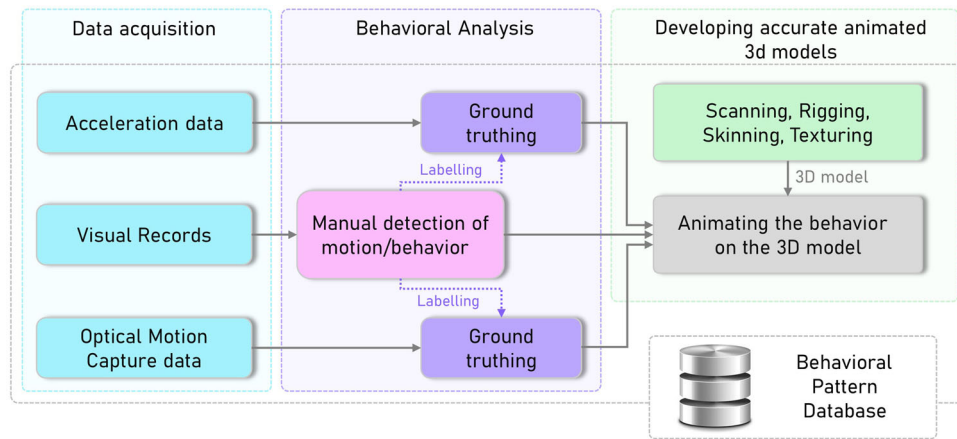 Data acquisition
Behavioral Analysis
Developing accurate animated
3d models
Acceleration data
Ground
truthing
Scanning, Rigging,
Skinning, Texturing
Labelling
3D model
Visual Records
Manual detection of
motion/behavior
Animating the behavior
on the 3D model
Labelling
Optical Motion
Capture data
Ground
truthing
Behavioral
Pattern
Database